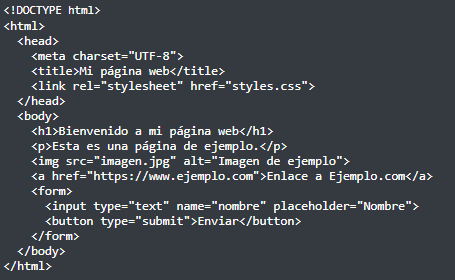 <!DOCTYPE html>
<html>
  <head>
    <meta charset="UTF-8">
    <title>Mi página web</title>
    <link rel="stylesheet" href="styles.css">
  </head>
  <body>
    <h1>Bienvenido a mi página web</h1>
    <p>Esta es una página de ejemplo.</p>
    <img src="imagen.jpg" alt="Imagen de ejemplo">
    <a href="https://www.ejemplo.com">Enlace a Ejemplo.com</a>
    <form>
      <input type="text" name="nombre" placeholder="Nombre">
      <button type="submit">Enviar</button>
    </form>
  </body>
</html>